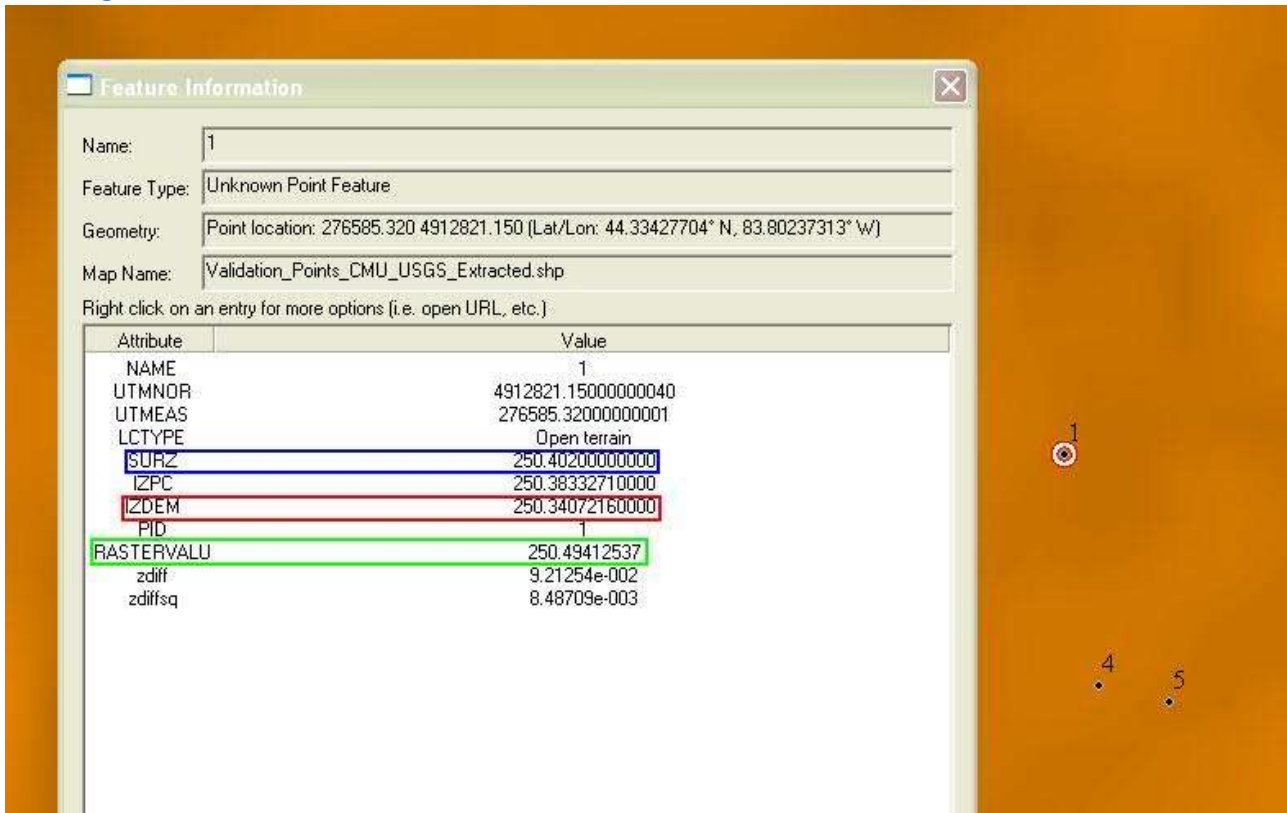 Feature Information
Name: 1
Feature Type: Unknown Point Feature
Geometry: Point location: 276585.320 4912821.150 (Lat/Lon: 44.33427704° N, 83.80237313° W)
Map Name: Validation_Points_CMU_USGS_Extracted.shp
Right click on an entry for more options (i.e. open URL, etc.)
Attribute Value
NAME 1
UTMNOR 4912821.15000000040
UTMEAS 276585.32000000001
LCTYPE Open terrain
SURZ 250.40200000000
IZPC 250.38332710000
IZDEM 250.34072160000
PID 1
RASTERVALU 250.49412537
zdiff 9.21254e-002
zdiffsq 8.48709e-003
1
4
5